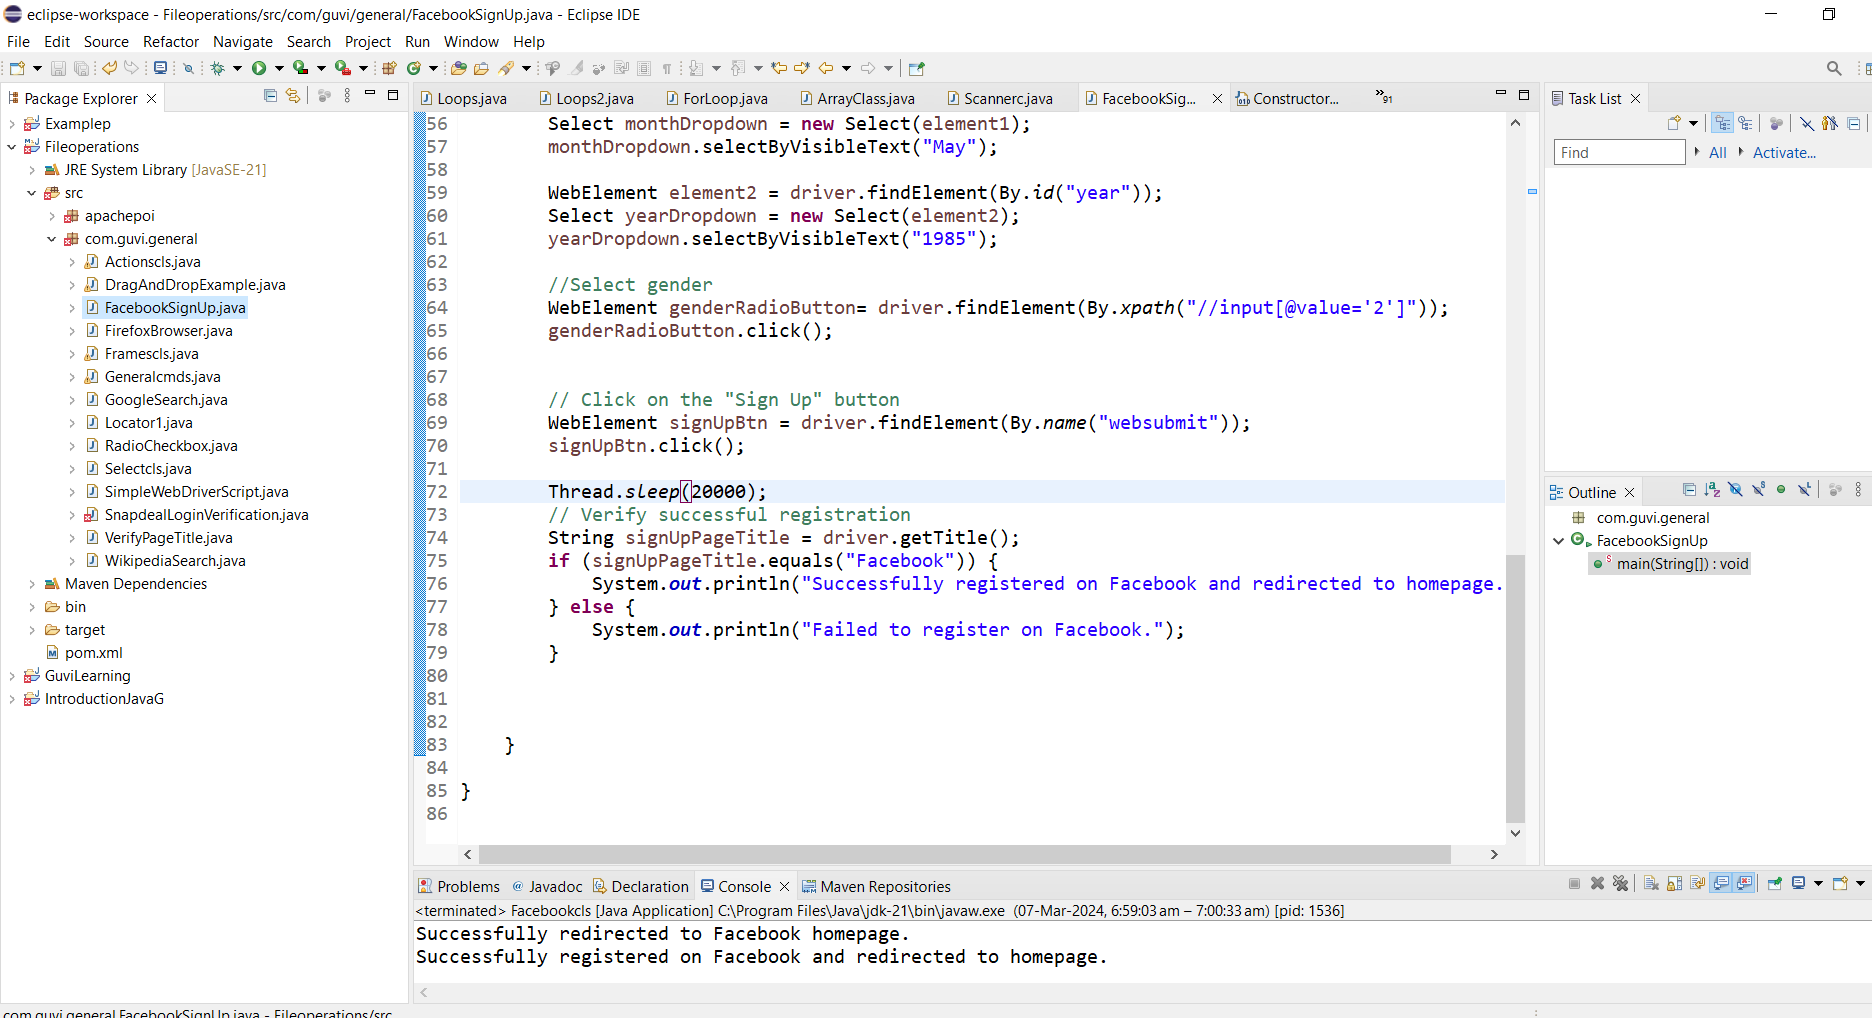 eclipse-workspace - Fileoperations/src/com/guvi/general/FacebookSignUp.java - Eclipse IDE
File Edit Source Refactor Navigate Search Project Run Window Help
Package Explorer
Examplep
Fileoperations
JRE System Library [JavaSE-21]
src
apachepoi
com.guvi.general
Actionscls.java
DragAndDropExample.java
FacebookSignUp.java
FirefoxBrowser.java
Framescls.java
Generalcmds.java
GoogleSearch.java
Locator1.java
RadioCheckbox.java
Selectcls.java
SimpleWebDriverScript.java
SnapdealLoginVerification.java
VerifyPageTitle.java
WikipediaSearch.java
Maven Dependencies
bin
target
pom.xml
GuviLearning
IntroductionJavaG
Loops.java Loops2.java ForLoop.java ArrayClass.java Scannerc.java FacebookSig... Constructor... »91
56 Select monthDropdown = new Select(element1);
57 monthDropdown.selectByVisibleText("May");
58
59 WebElement element2 = driver.findElement(By.id("year"));
60 Select yearDropdown = new Select(element2);
61 yearDropdown.selectByVisibleText("1985");
62
63 //Select gender
64 WebElement genderRadioButton= driver.findElement(By.xpath("//input[@value='2']"));
65 genderRadioButton.click();
66
67
68 // Click on the "Sign Up" button
69 WebElement signUpBtn = driver.findElement(By.name("websubmit"));
70 signUpBtn.click();
71
72 Thread.sleep(20000);
73 // Verify successful registration
74 String signUpPageTitle = driver.getTitle();
75 if (signUpPageTitle.equals("Facebook")) {
76 System.out.println("Successfully registered on Facebook and redirected to homepage.
77 } else {
78 System.out.println("Failed to register on Facebook.");
79 }
80
81
82
83 }
84
85 }
86
Task List
Find All Activate...
Outline
com.guvi.general
FacebookSignUp
main(String[]) : void
Problems Javadoc Declaration Console Maven Repositories
<terminated> Facebookcls [Java Application] C:\Program Files\Java\jdk-21\bin\javaw.exe (07-Mar-2024, 6:59:03 am – 7:00:33 am) [pid: 1536]
Successfully redirected to Facebook homepage.
Successfully registered on Facebook and redirected to homepage.
com.guvi.general.FacebookSignUp.java - Fileoperations/src